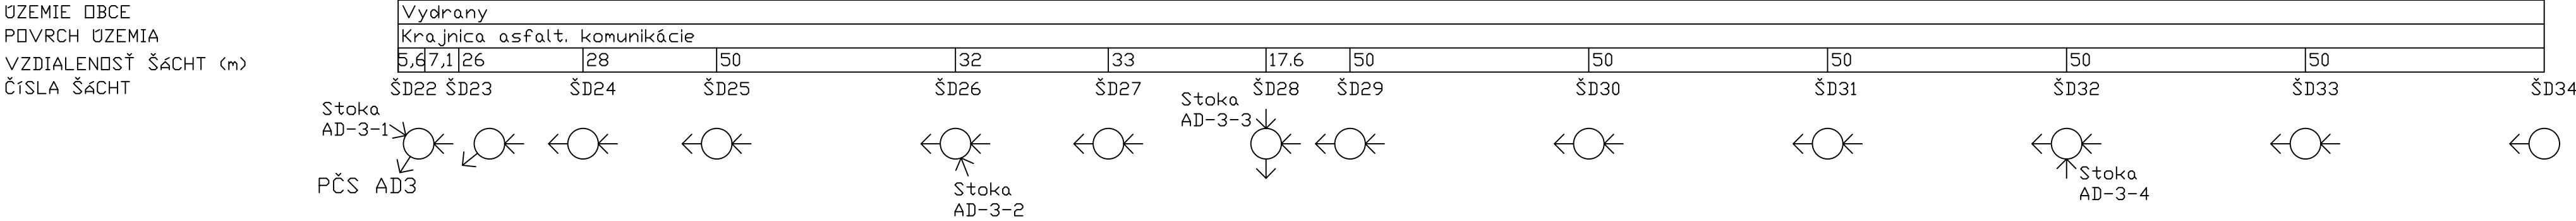 ÚZEMIE OBCE Vydrany
POVRCH ÚZEMIA Krajnica asfalt. komunikácie
VZDIALENOSŤ ŠÁCHT (m) 5,6 7,1 26 28 50 32 33 17.6 50 50 50 50 50
ČÍSLA ŠÁCHT ŠD22 ŠD23 ŠD24 ŠD25 ŠD26 ŠD27 ŠD28 ŠD29 ŠD30 ŠD31 ŠD32 ŠD33 ŠD34
Stoka
AD-3-1
PČS AD3
Stoka
AD-3-2
Stoka
AD-3-3
Stoka
AD-3-4